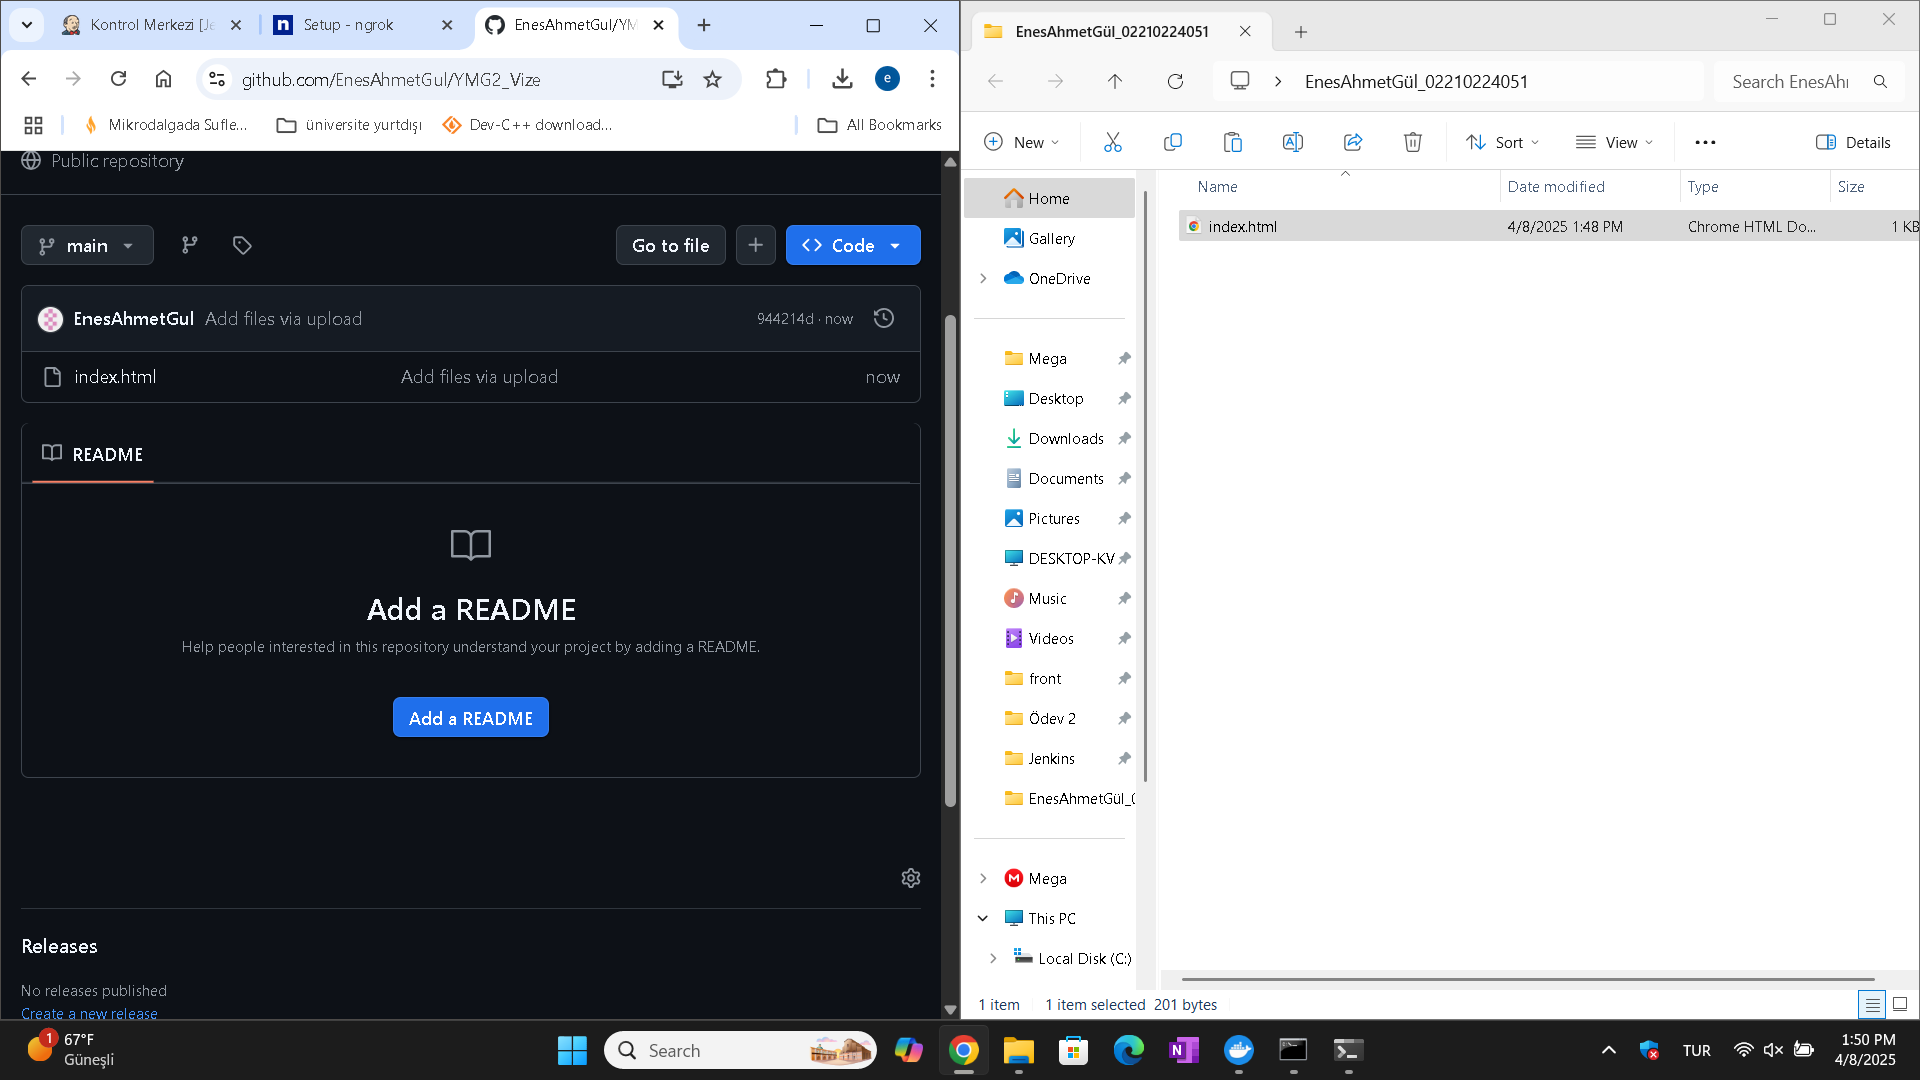 Kontrol Merkezi [Je
Setup - ngrok
EnesAhmetGul/YM
github.com/EnesAhmetGul/YMG2_Vize
e
Mikrodalgada Sufle...
üniversite yurtdışı
Dev-C++ download...
All Bookmarks
Public repository
main
Go to file
Code
EnesAhmetGul Add files via upload
944214d · now
index.html
Add files via upload
now
README
Add a README
Help people interested in this repository understand your project by adding a README.
Add a README
Releases
No releases published
Create a new release
EnesAhmetGül_02210224051
EnesAhmetGül_02210224051
Search EnesAh
New
Sort
View
Details
Name
Date modified
Type
Size
index.html
4/8/2025 1:48 PM
Chrome HTML Do...
1 KB
Home
Gallery
OneDrive
Mega
Desktop
Downloads
Documents
Pictures
DESKTOP-KV
Music
Videos
front
Ödev 2
Jenkins
EnesAhmetGül_0
Mega
This PC
Local Disk (C:)
1 item
1 item selected 201 bytes
1
67°F
Güneşli
Search
TUR
1:50 PM
4/8/2025